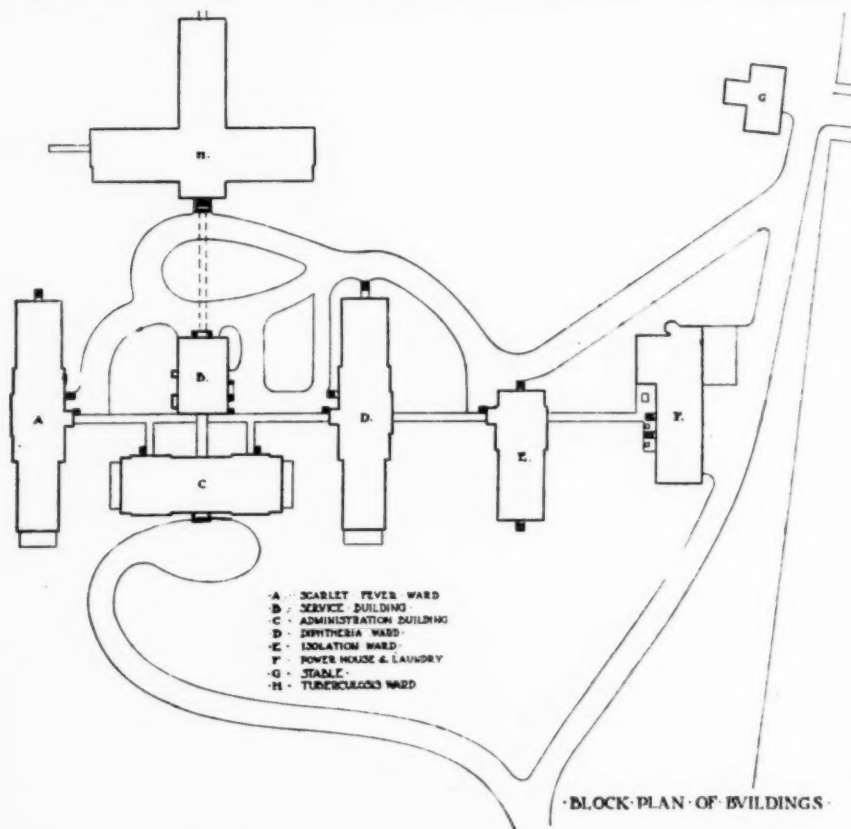 H.
G
B.
A
D.
F.
E.
C
·A· SCARLET FEVER WARD
·B· SERVICE BUILDING·
·C· ADMINISTRATION BUILDING
·D· DIPHTHERIA WARD·
·E· ISOLATION WARD·
·F· POWER HOUSE & LAUNDRY
·G· STABLE·
·H· TUBERCULOSIS WARD
·BLOCK·PLAN·OF·BVILDINGS·